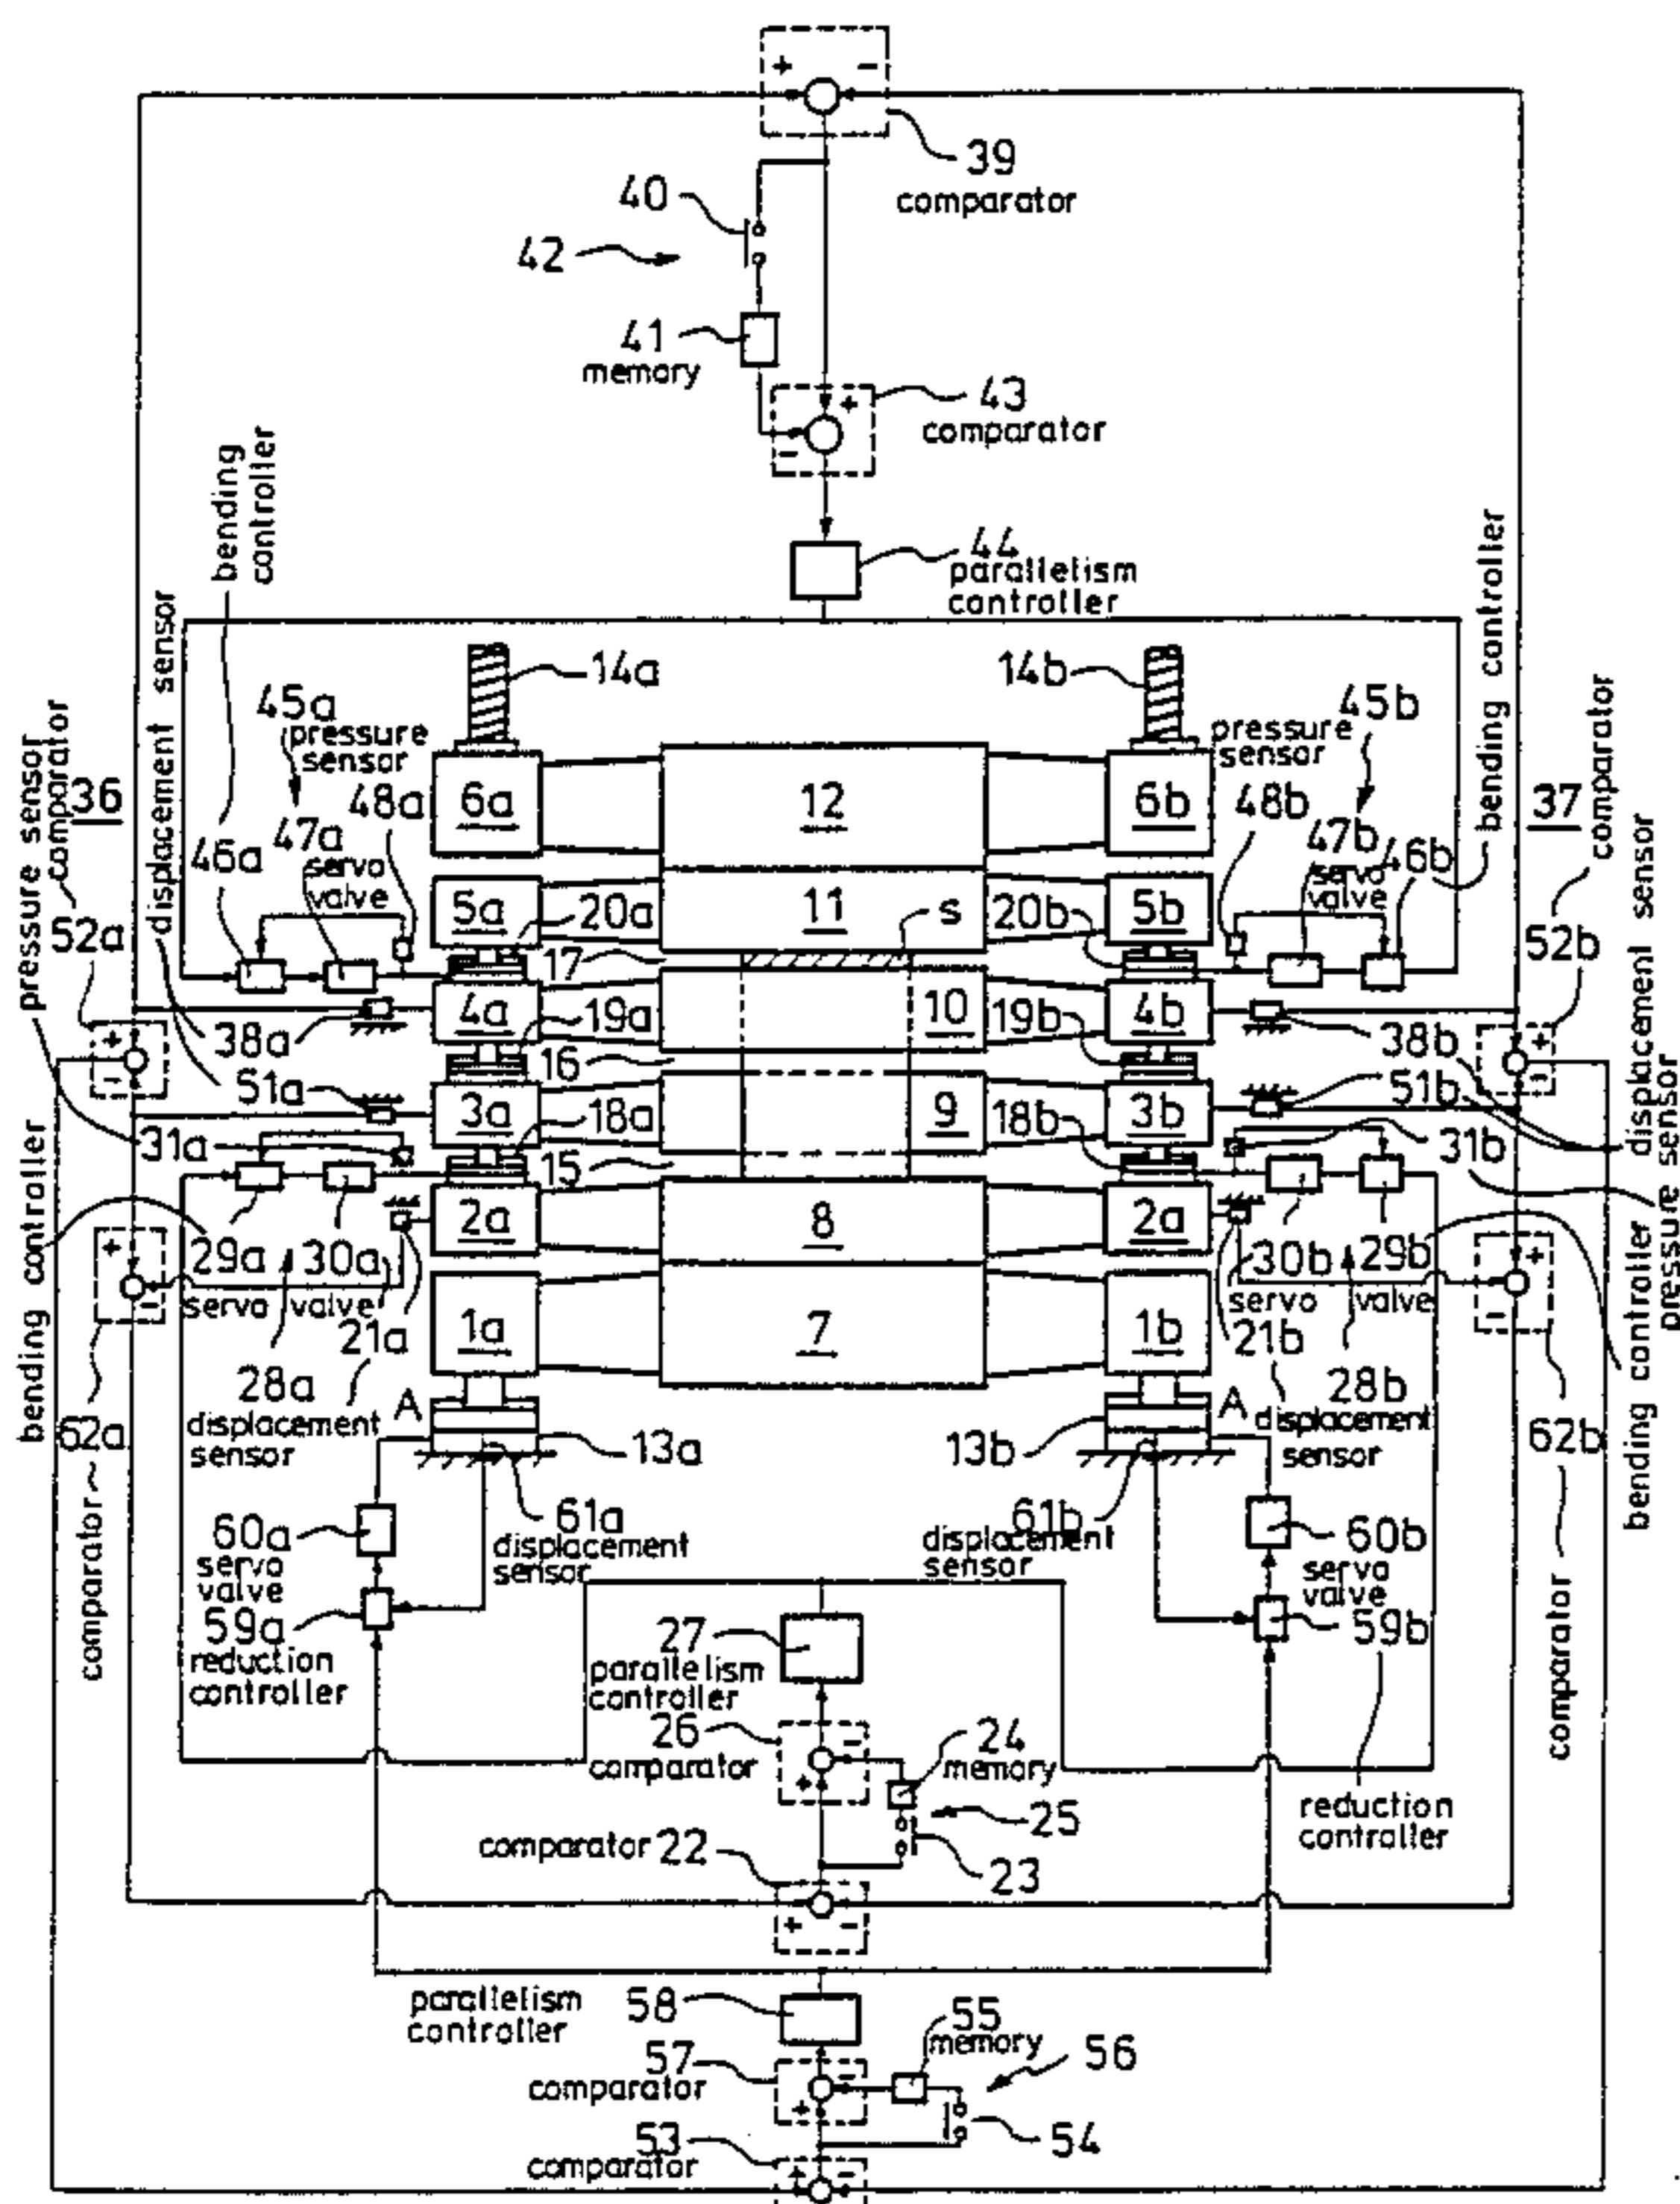 + -
39
comparator
40
42
41
memory
+
43
comparator
-
44
parallelism
controller
bending
controller
displacement sensor
pressure sensor
comparator
36
45a
pressure
sensor
48a
47a
servo
valve
46a
52a
14a
14b
6a
12
6b
5a
20a
11
s
20b
5b
17
4a
19a
10
19b
4b
16
3a
18a
9
18b
3b
15
2a
8
2a
1a
7
1b
pressure
sensor
48b
45b
47b
servo
valve
46b
bending controller
37
comparator
52b
displacement sensor
pressure sensor
38a
51a
31a
+
-
38b
51b
31b
+
-
bending controller
29a
30a
servo valve
21a
28a
displacement
sensor
+
-
62a
comparator
30b
29b
servo valve
21b
28b
displacement
sensor
+
-
62b
comparator
bending controller
A
13a
13b
A
61a
displacement
sensor
61b
displacement
sensor
60a
servo
valve
59a
reduction
controller
60b
servo
valve
59b
reduction
controller
27
parallelism
controller
26
comparator
-
+
24
memory
25
23
comparator 22
+ -
parallelism
controller
58
55
memory
56
57
comparator
-
+
54
53
comparator
+ -